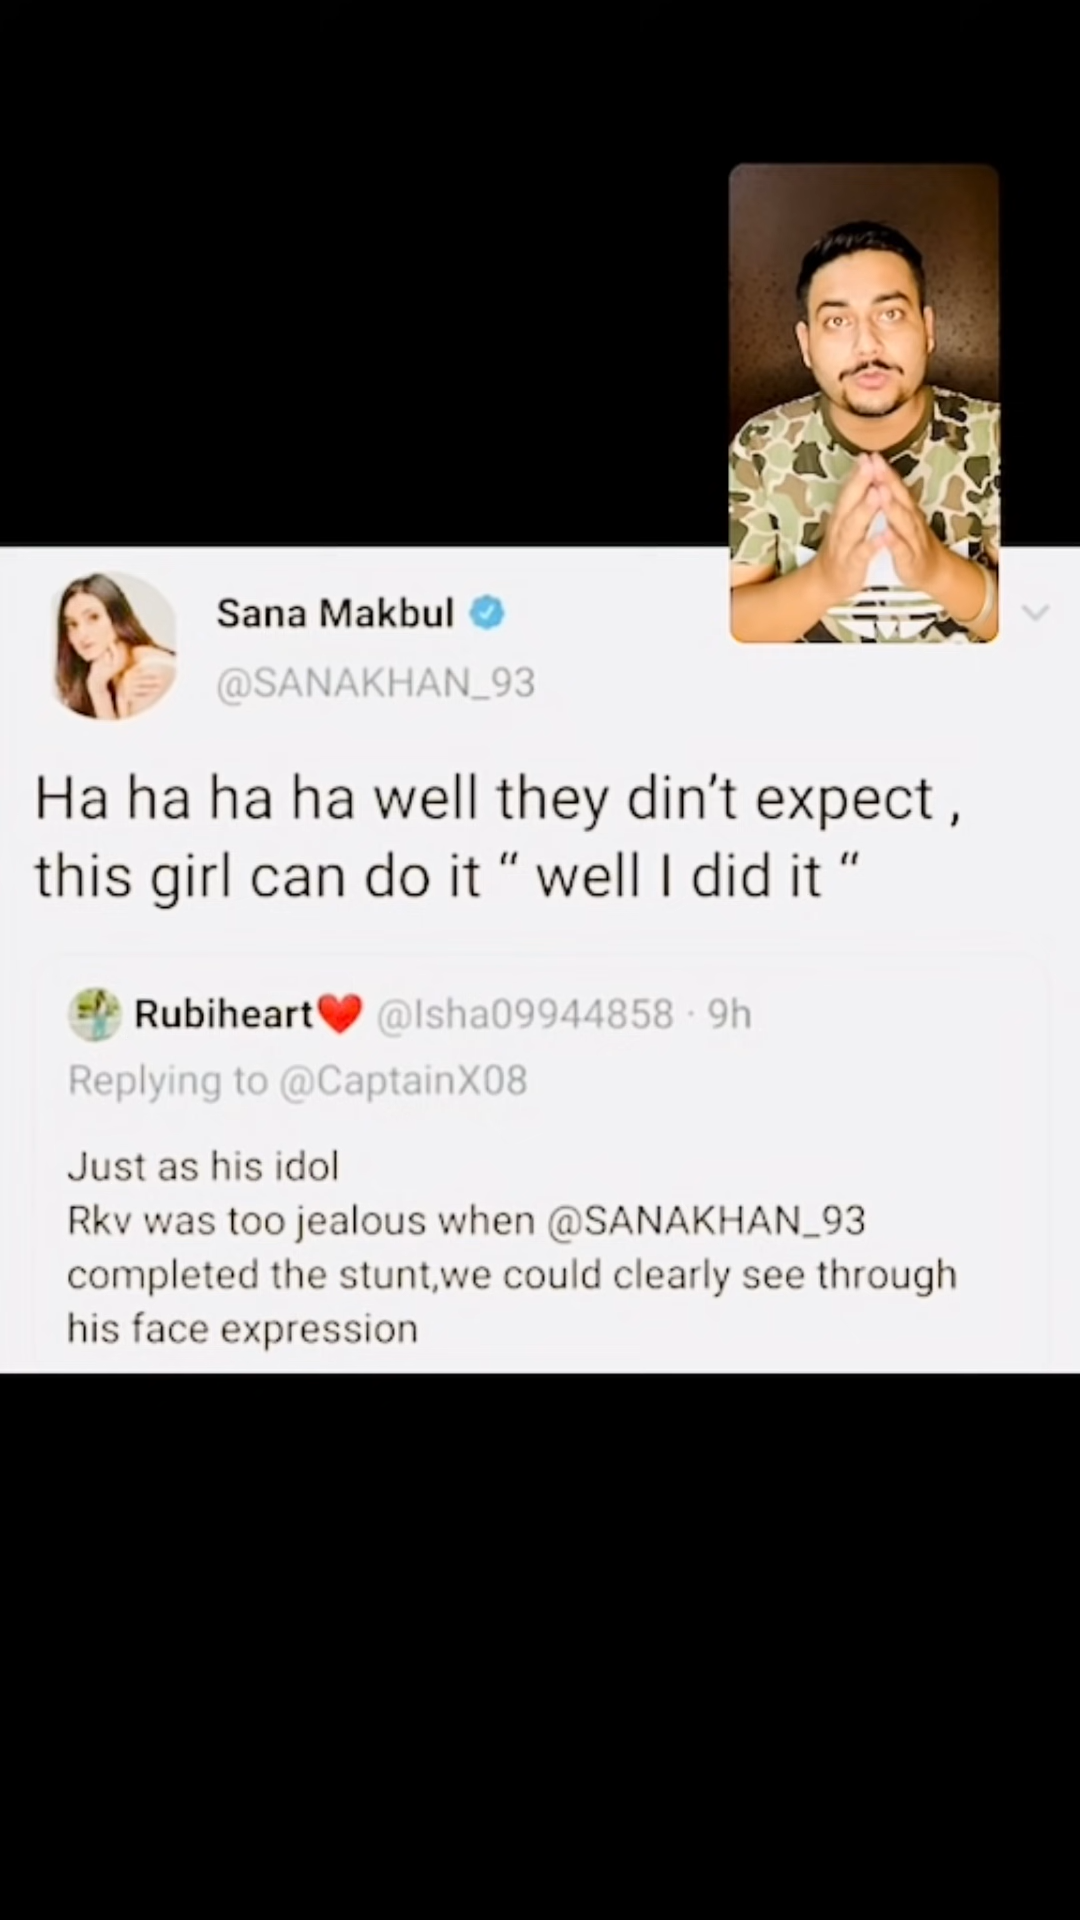 Sana Makbul
@SANAKHAN_93
Ha ha ha ha well they din’t expect ,
this girl can do it “ well I did it “
Rubiheart❤️ @Isha09944858 · 9h
Replying to @CaptainX08
Just as his idol
Rkv was too jealous when @SANAKHAN_93
completed the stunt,we could clearly see through
his face expression